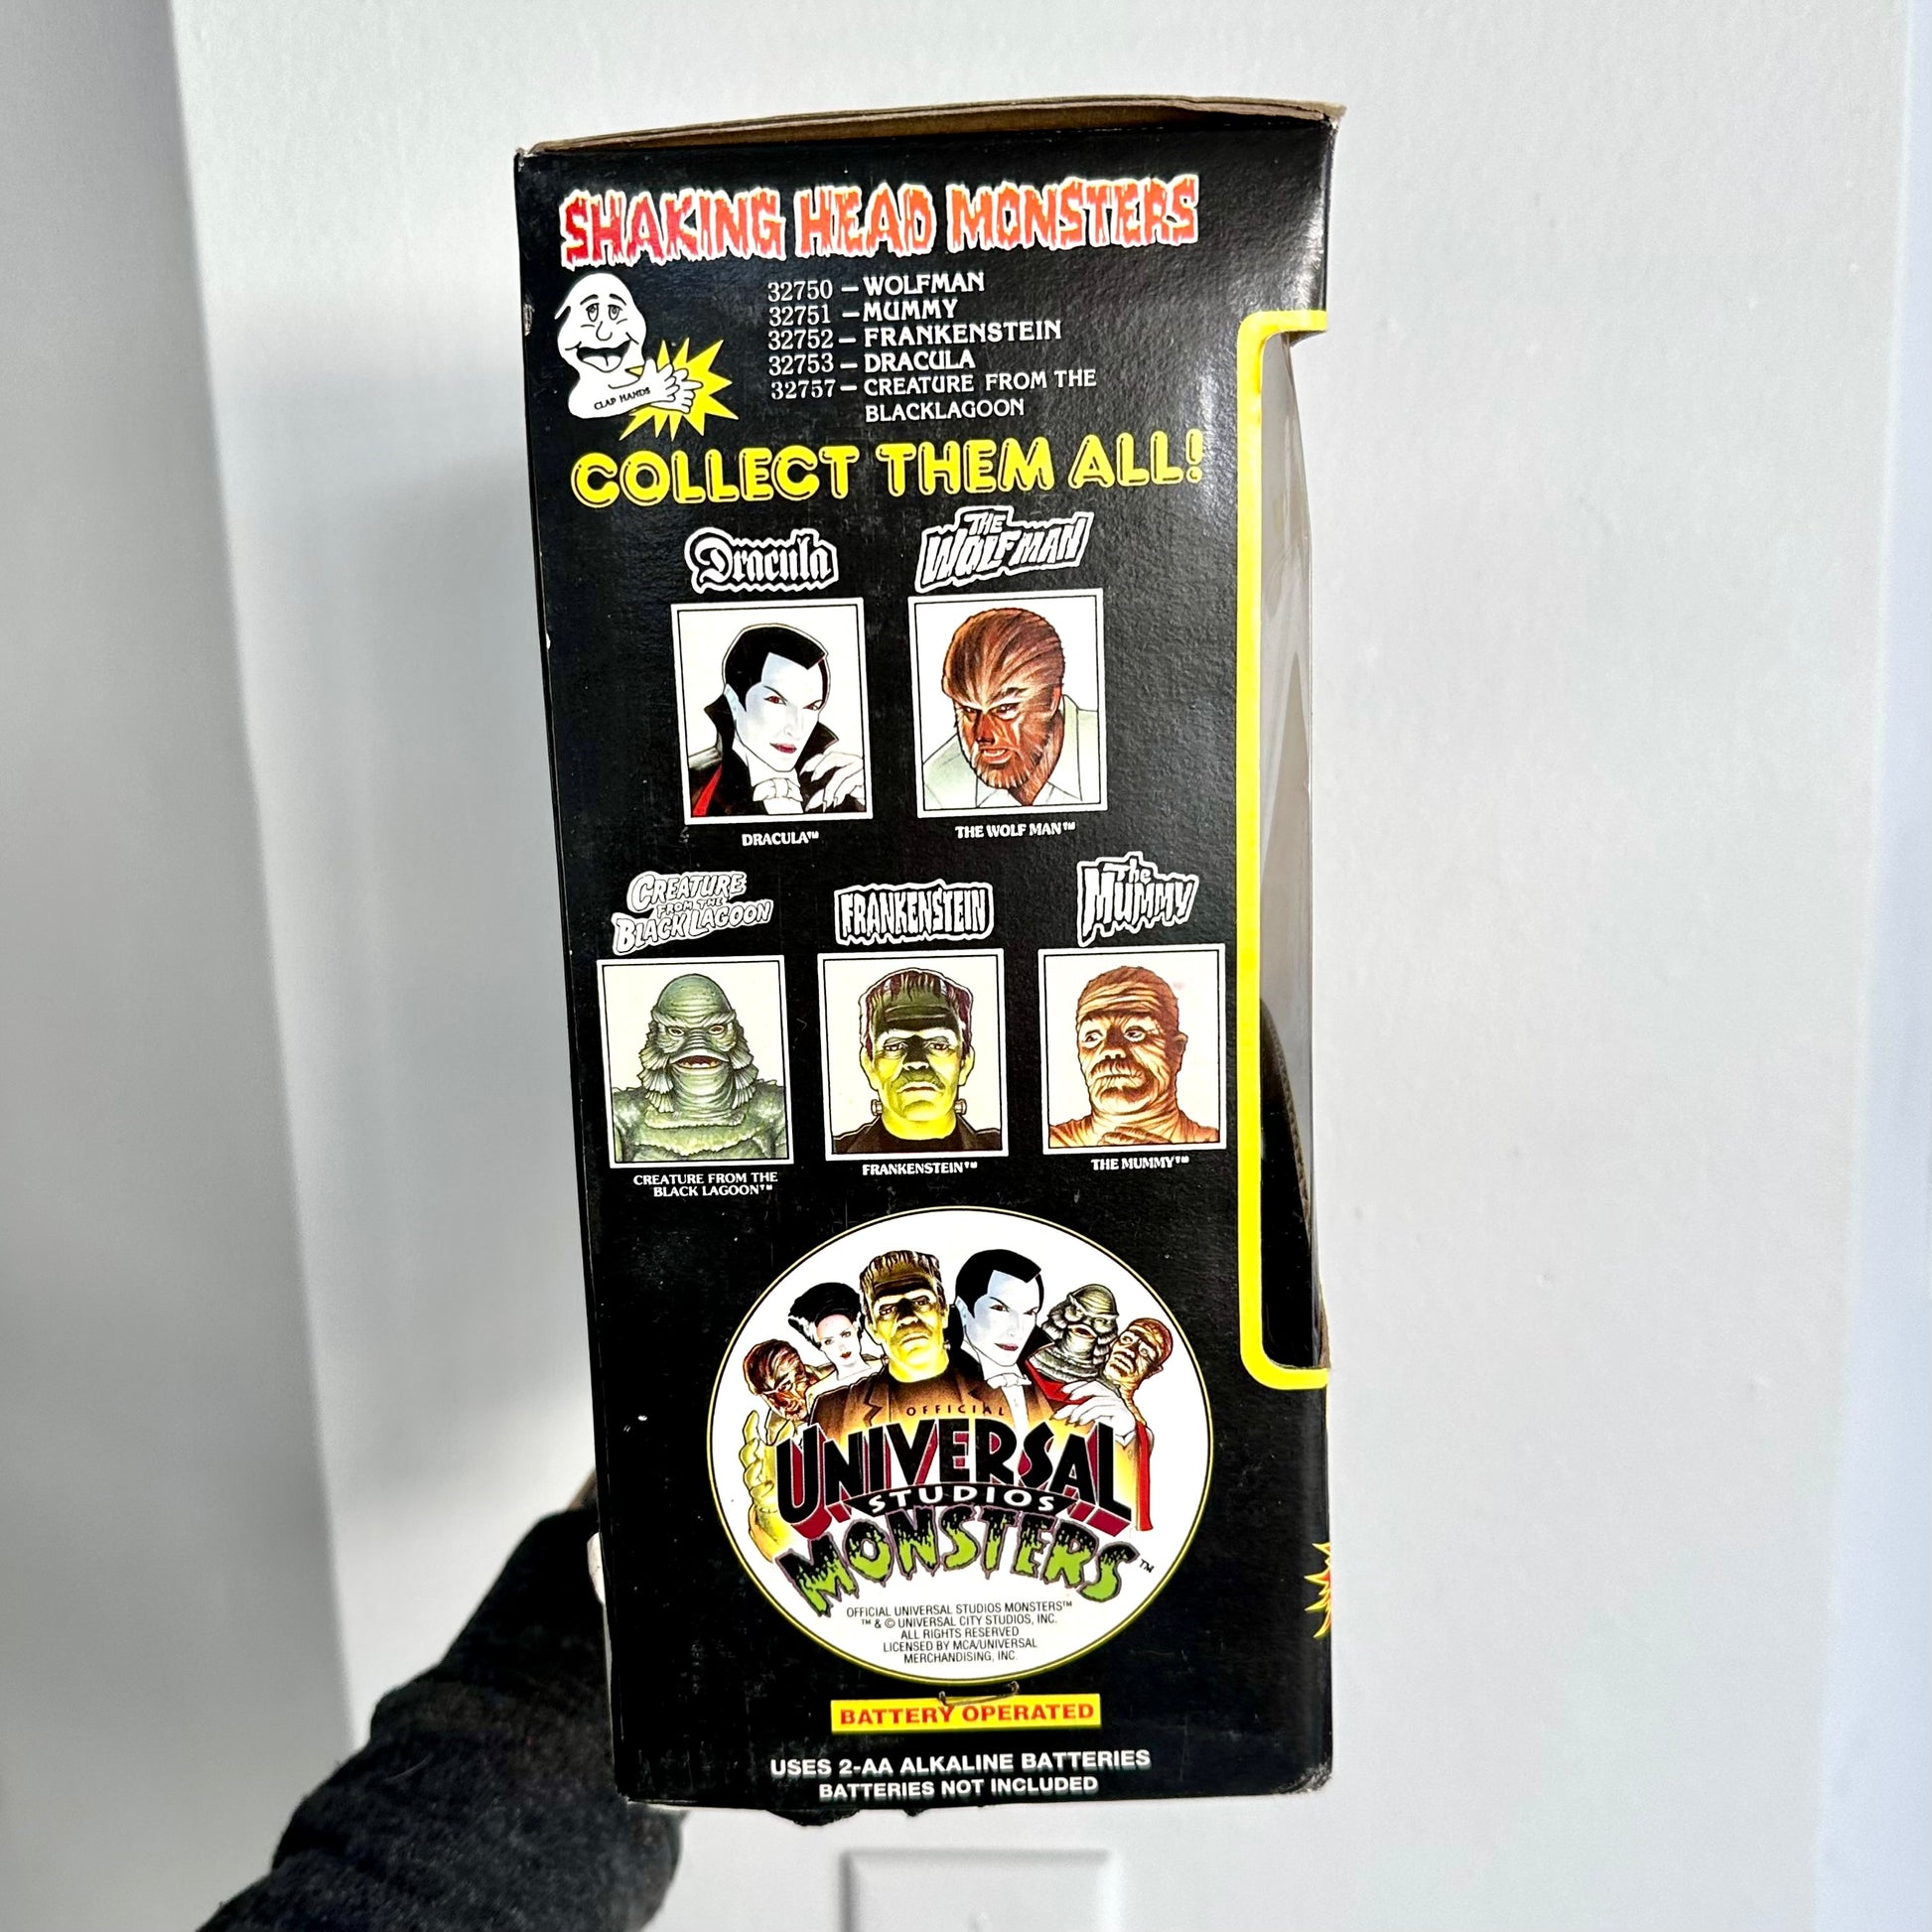 SHAKING HEAD MONSTERS
32750 – WOLFMAN
32751 – MUMMY
32752 – FRANKENSTEIN
32753 – DRACULA
32757 – CREATURE FROM THE
BLACKLAGOON
CLAP HANDS
COLLECT THEM ALL!
Dracula
THE WOLF MAN
DRACULA™
THE WOLF MAN™
CREATURE FROM THE BLACK LAGOON
FRANKENSTEIN
The MUMMY
CREATURE FROM THE
BLACK LAGOON™
FRANKENSTEIN™
THE MUMMY™
OFFICIAL
UNIVERSAL
STUDIOS
MONSTERS™
OFFICIAL UNIVERSAL STUDIOS MONSTERS™
™ & © UNIVERSAL CITY STUDIOS, INC.
ALL RIGHTS RESERVED
LICENSED BY MCA/UNIVERSAL
MERCHANDISING, INC.
BATTERY OPERATED
USES 2-AA ALKALINE BATTERIES
BATTERIES NOT INCLUDED